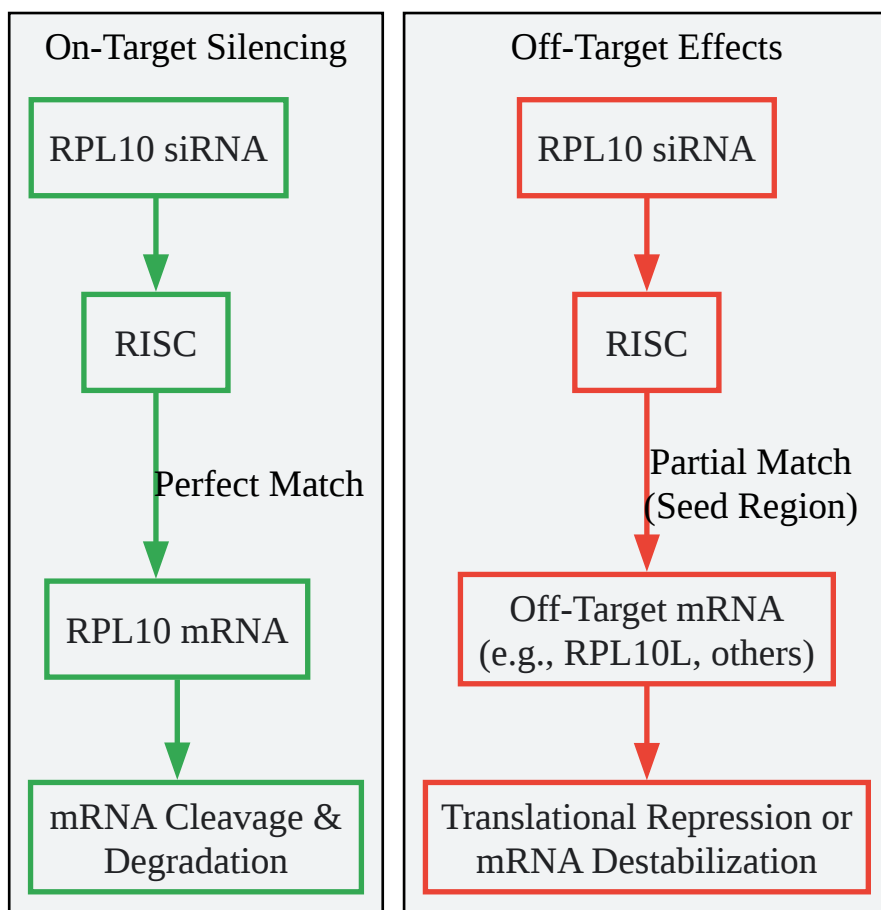 On-Target Silencing
RPL10 siRNA
RISC
Perfect Match
RPL10 mRNA
mRNA Cleavage &
Degradation
Off-Target Effects
RPL10 siRNA
RISC
Partial Match
(Seed Region)
Off-Target mRNA
(e.g., RPL10L, others)
Translational Repression or
mRNA Destabilization